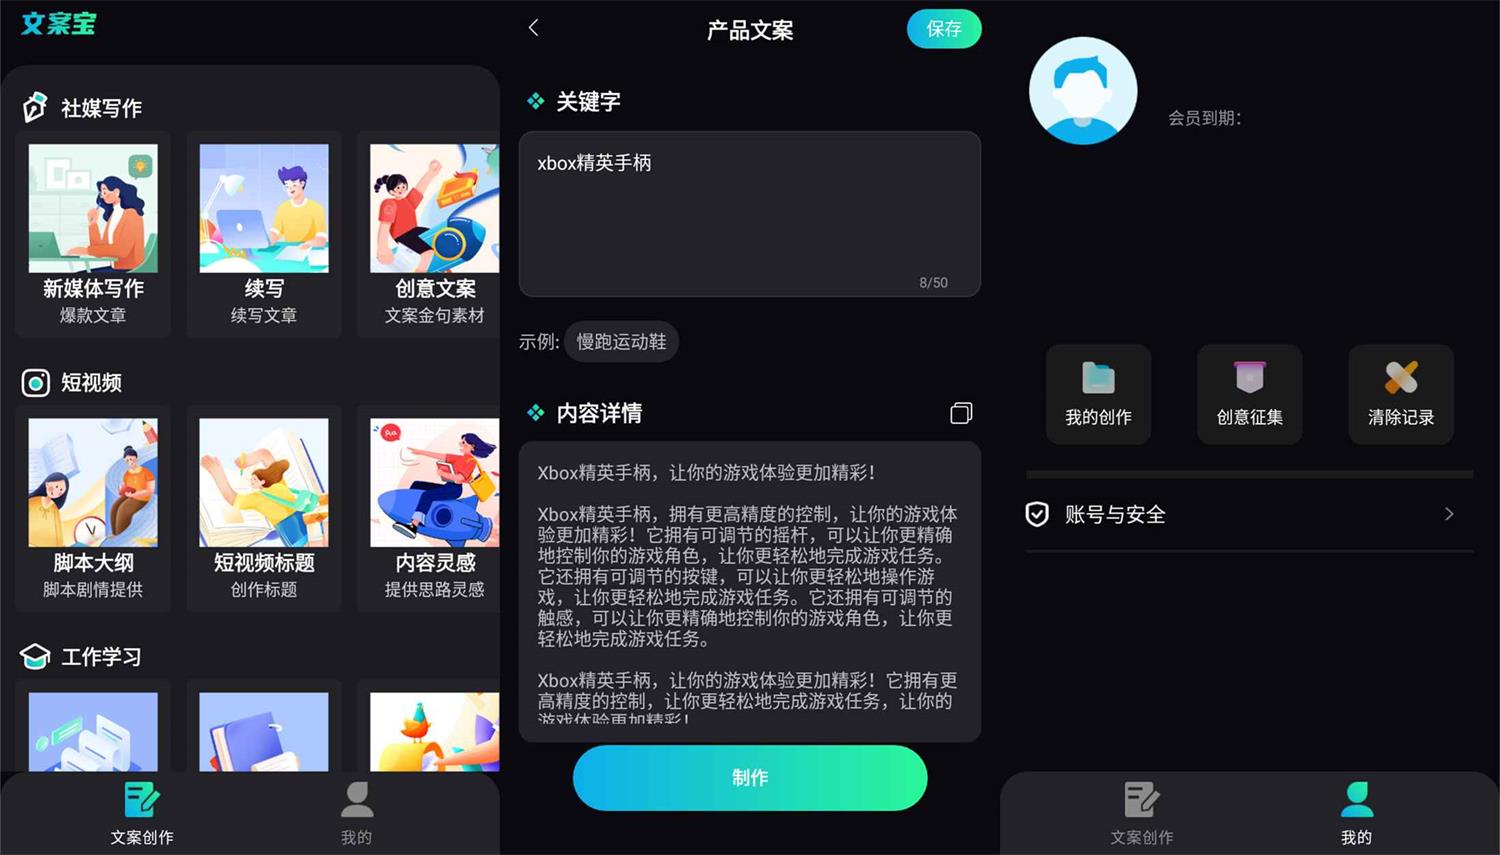 文案宝
社媒写作
新媒体写作
爆款文章
续写
续写文章
创意文案
文案金句素材
短视频
脚本大纲
脚本剧情提供
短视频标题
创作标题
Aa
内容灵感
提供思路灵感
工作学习
文案创作
我的
产品文案
保存
关键字
xbox精英手柄
8/50
示例:
慢跑运动鞋
内容详情
Xbox精英手柄，让你的游戏体验更加精彩！
Xbox精英手柄，拥有更高精度的控制，让你的游戏体
验更加精彩！它拥有可调节的摇杆，可以让你更精确
地控制你的游戏角色，让你更轻松地完成游戏任务。
它还拥有可调节的按键，可以让你更轻松地操作游
戏，让你更轻松地完成游戏任务。它还拥有可调节的
触感，可以让你更精确地控制你的游戏角色，让你更
轻松地完成游戏任务。
Xbox精英手柄，让你的游戏体验更加精彩！它拥有更
高精度的控制，让你更轻松地完成游戏任务，让你的
游戏体验更加精彩！
制作
会员到期：
我的创作
创意征集
清除记录
账号与安全
文案创作
我的